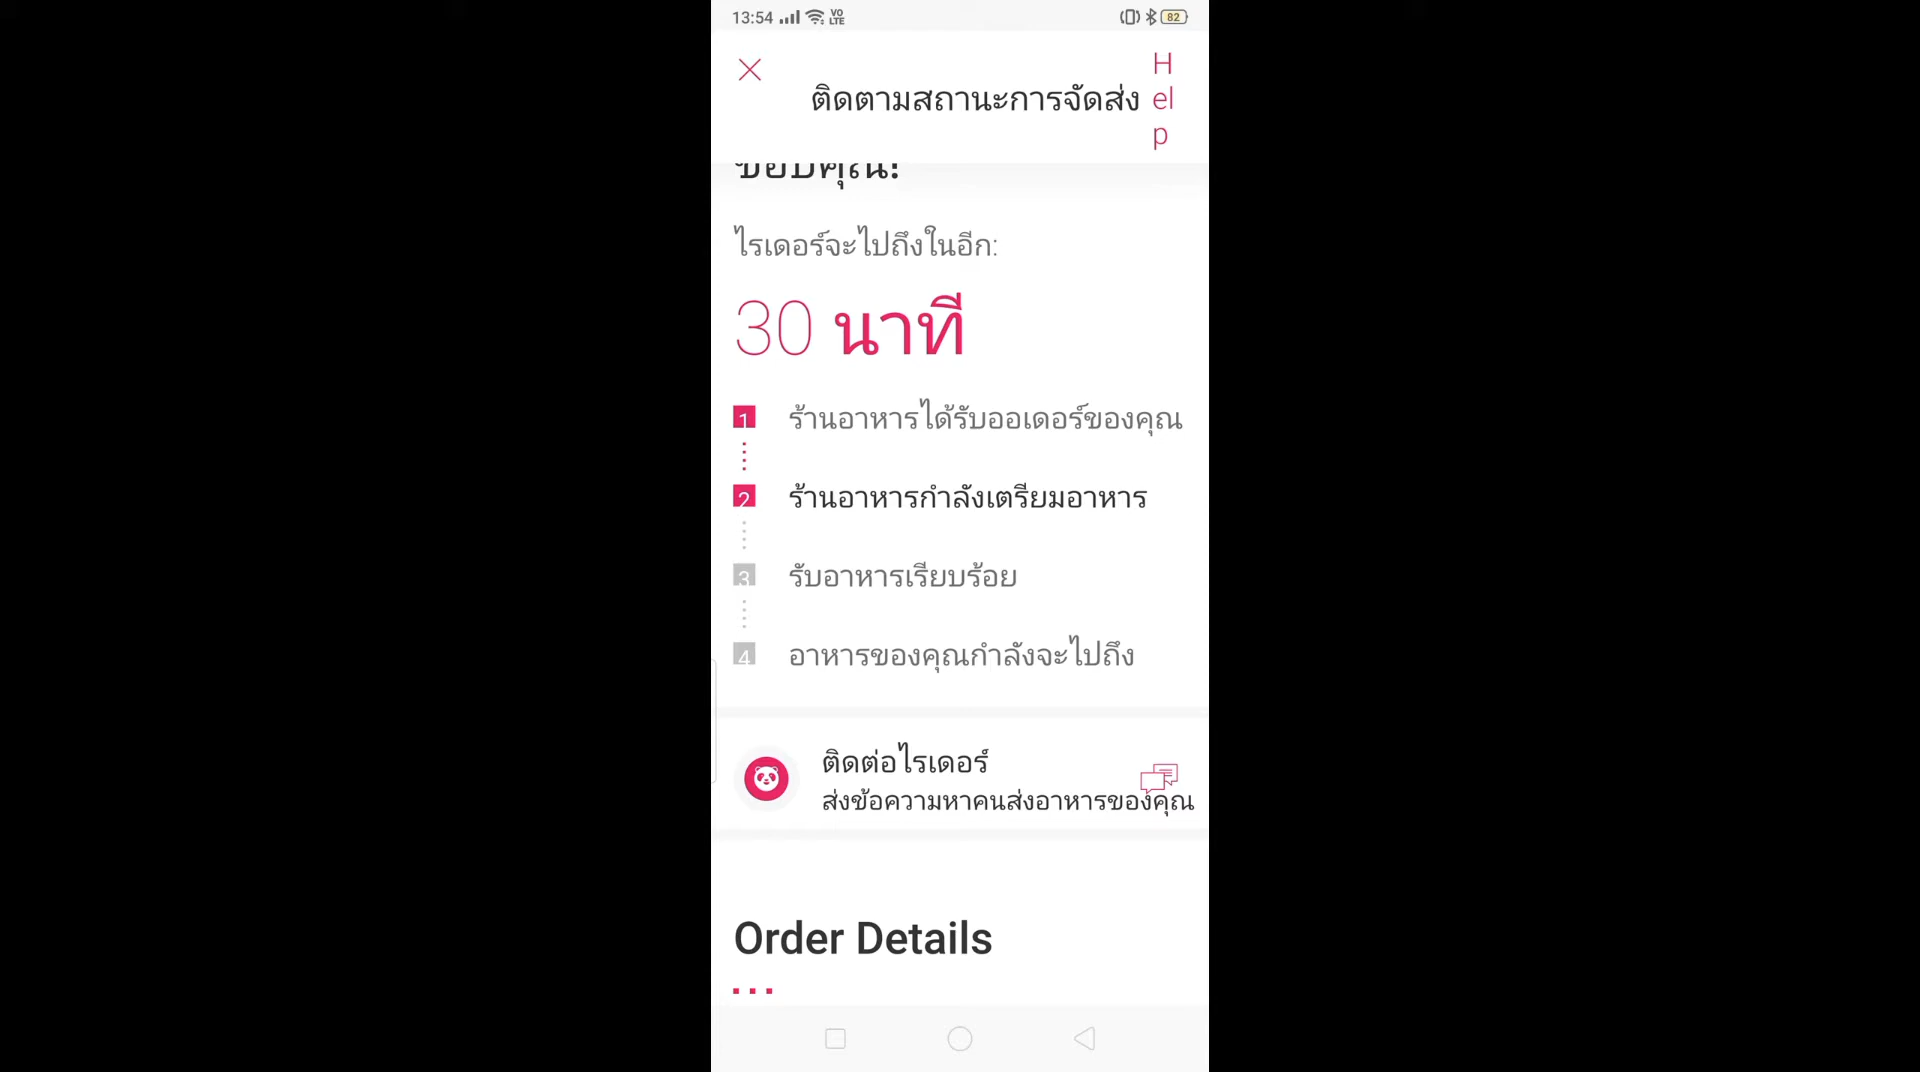 13:54 VO LTE 82
ติดตามสถานะการจัดส่ง
H
el
p
ขอบคุณ!
ไรเดอร์จะไปถึงในอีก:
30 นาที
1 ร้านอาหารได้รับออเดอร์ของคุณ
2 ร้านอาหารกำลังเตรียมอาหาร
3 รับอาหารเรียบร้อย
4 อาหารของคุณกำลังจะไปถึง
ติดต่อไรเดอร์
ส่งข้อความหาคนส่งอาหารของคุณ
Order Details
...